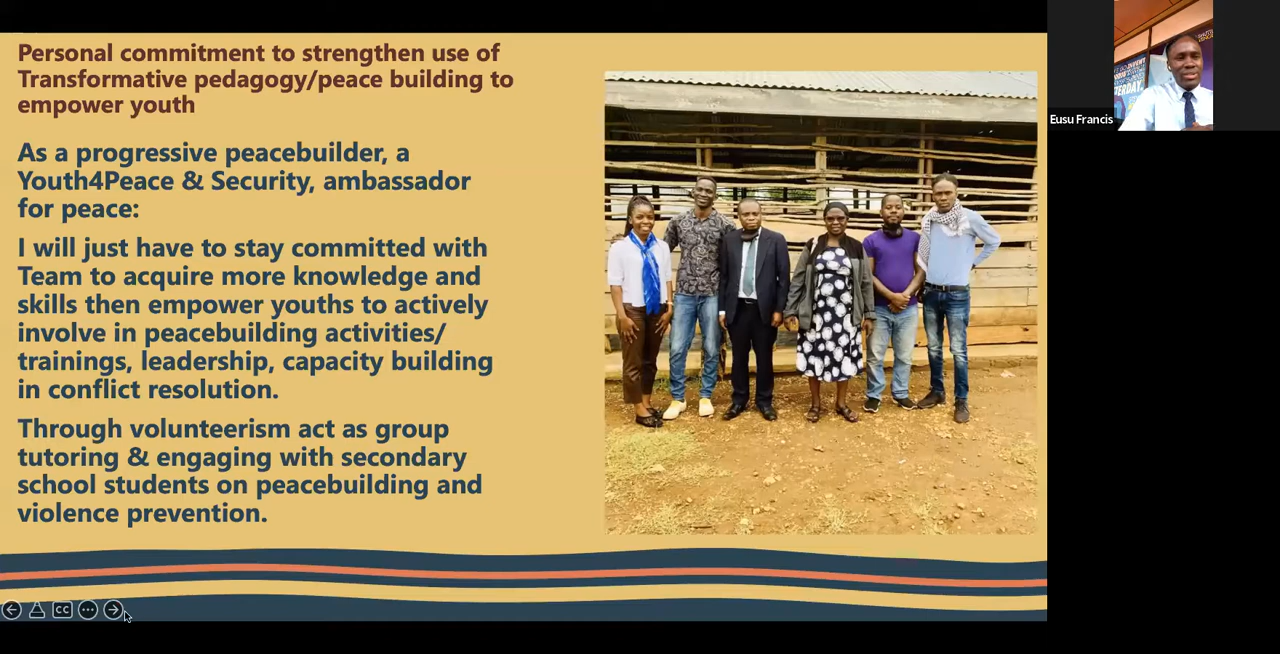 Personal commitment to strengthen use of
Transformative pedagogy/peace building to
empower youth
As a progressive peacebuilder, a
Youth4Peace & Security, ambassador
for peace:
I will just have to stay committed with
Team to acquire more knowledge and
skills then empower youths to actively
involve in peacebuilding activities/
trainings, leadership, capacity building
in conflict resolution.
Through volunteerism act as group
tutoring & engaging with secondary
school students on peacebuilding and
violence prevention.
CC
Eusu Francis